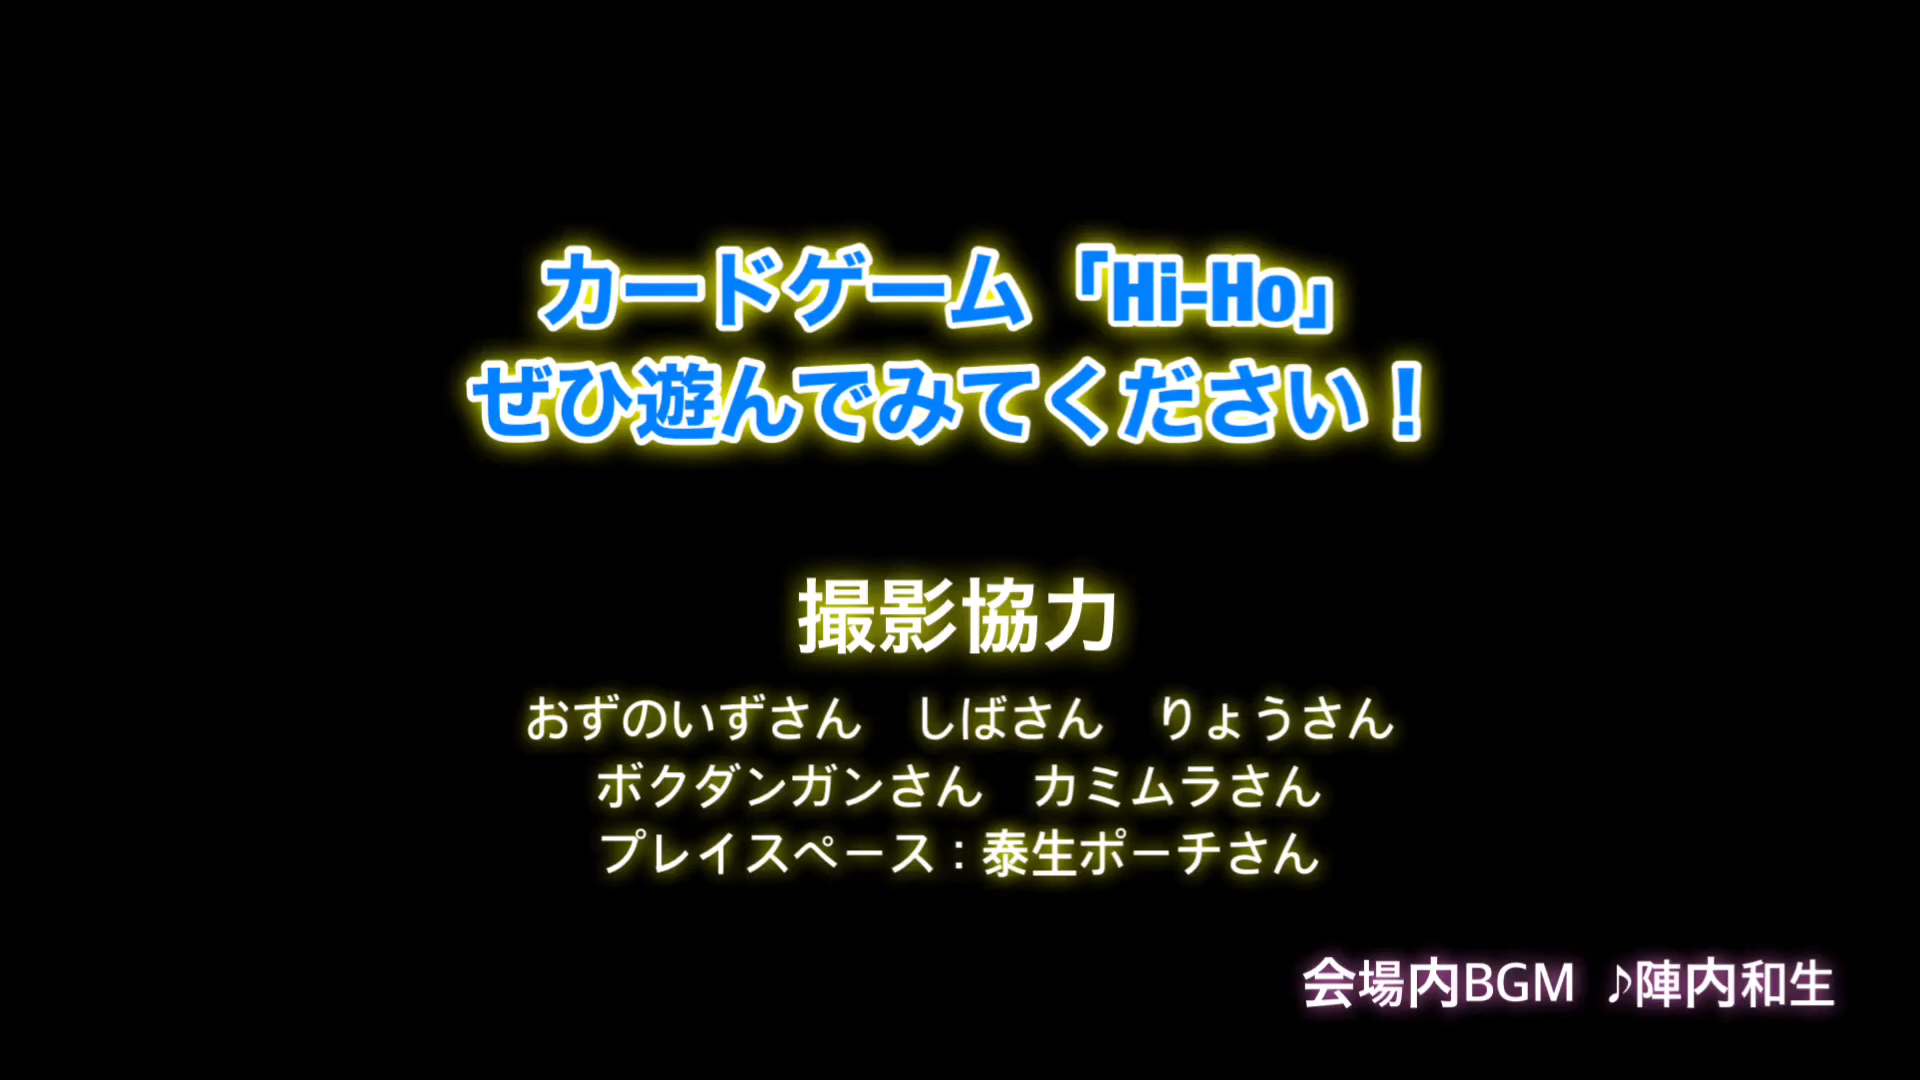 カードゲーム「Hi-Ho」
ぜひ遊んでみてください！
撮影協力
おずのいずさん　しばさん　りょうさん
ボクダンガンさん　カミムラさん
プレイスペース：泰生ポーチさん
会場内BGM ♪陣内和生